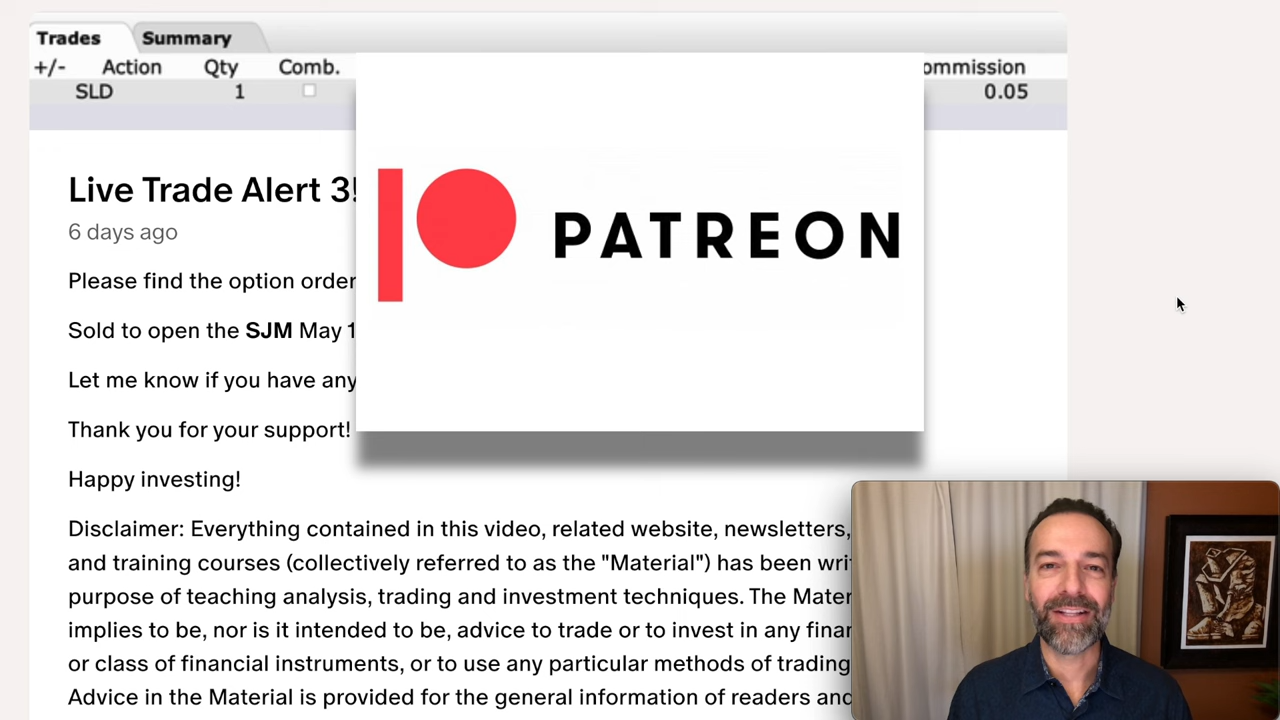 Trades Summary
+/- Action Qty Comb. ommission
SLD 1 0.05
Live Trade Alert 3!
6 days ago
PATREON
Please find the option order
Sold to open the SJM May 1
Let me know if you have any
Thank you for your support!
Happy investing!
Disclaimer: Everything contained in this video, related website, newsletters,
and training courses (collectively referred to as the "Material") has been wri
purpose of teaching analysis, trading and investment techniques. The Mater
implies to be, nor is it intended to be, advice to trade or to invest in any finan
or class of financial instruments, or to use any particular methods of trading
Advice in the Material is provided for the general information of readers and